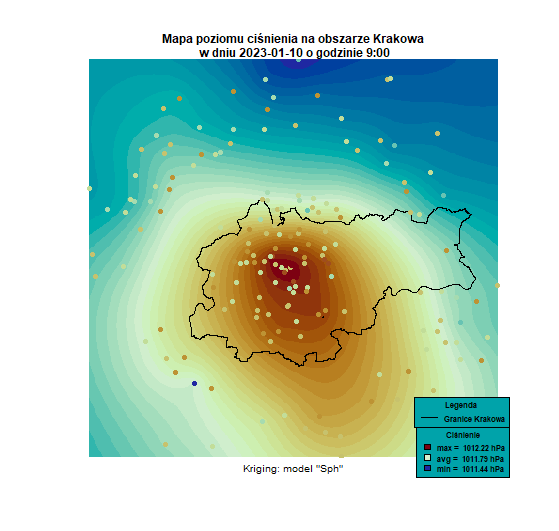 Mapa poziomu ciśnienia na obszarze Krakowa
w dniu 2023-01-10 o godzinie 9:00
Legenda
Granice Krakowa
Ciśnienie
max = 1012.22 hPa
avg = 1011.79 hPa
min = 1011.44 hPa
Kriging: model "Sph"